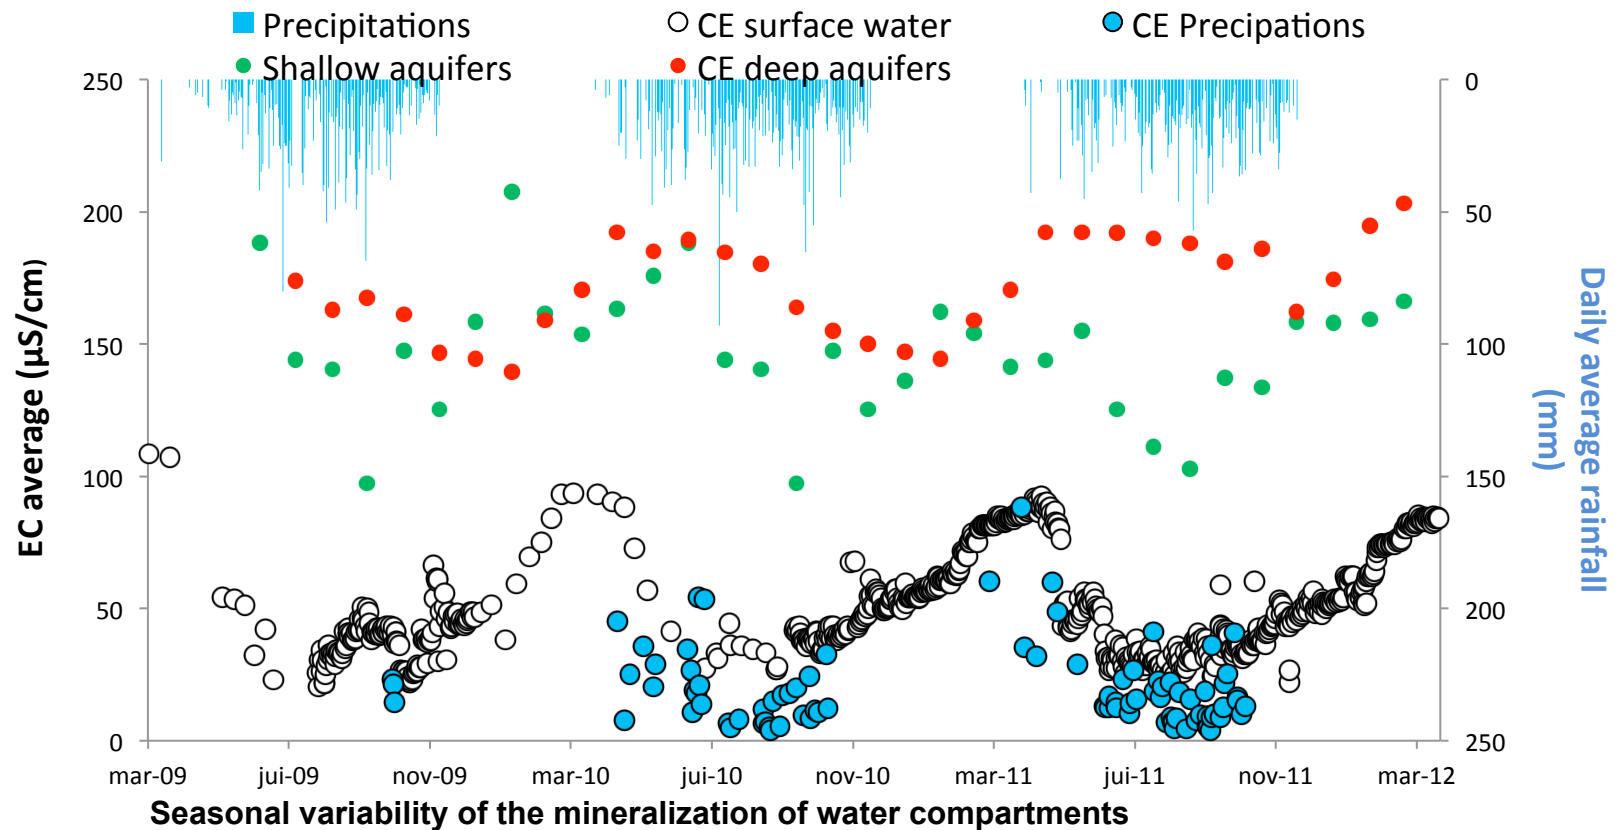 Precipitations
CE surface water
CE Precipations
Shallow aquifers
CE deep aquifers
250
200
150
100
50
0
EC average (µS/cm)
0
50
100
150
200
250
Daily average rainfall
(mm)
mar-09
jui-09
nov-09
mar-10
jui-10
nov-10
mar-11
jui-11
nov-11
mar-12
Seasonal variability of the mineralization of water compartments